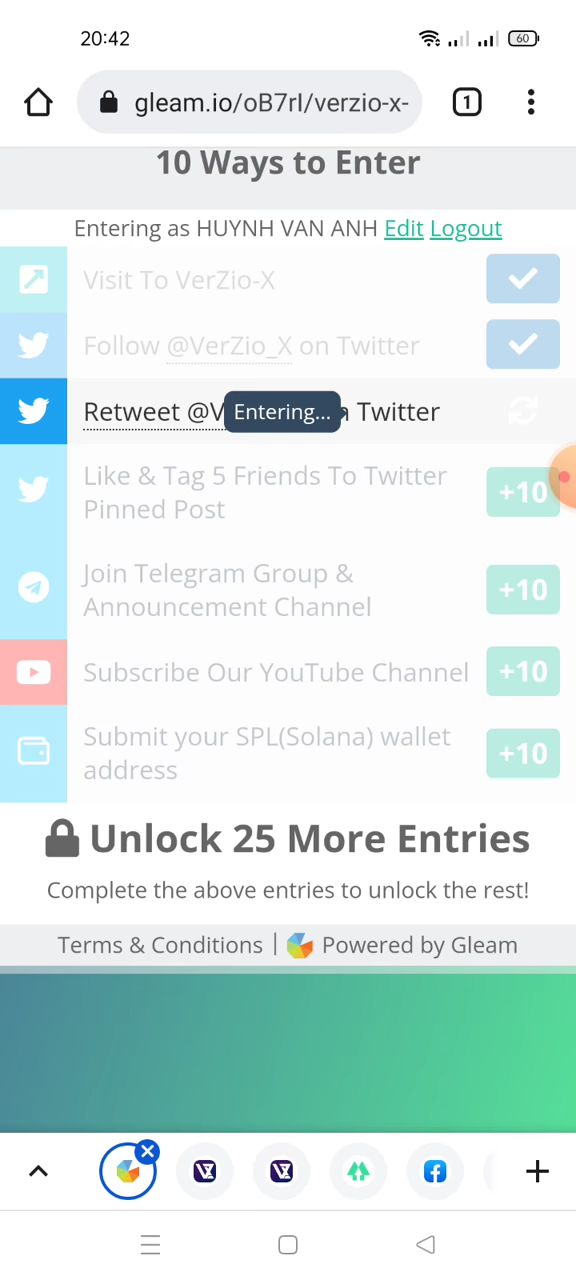 20:42
60
gleam.io/oB7rI/verzio-x-
1
10 Ways to Enter
Entering as HUYNH VAN ANH Edit Logout
Visit To VerZio-X
Follow @VerZio_X on Twitter
Retweet @V Entering... Twitter
Like & Tag 5 Friends To Twitter
Pinned Post
+10
Join Telegram Group &
Announcement Channel
+10
Subscribe Our YouTube Channel
+10
Submit your SPL(Solana) wallet
address
+10
Unlock 25 More Entries
Complete the above entries to unlock the rest!
Terms & Conditions | Powered by Gleam